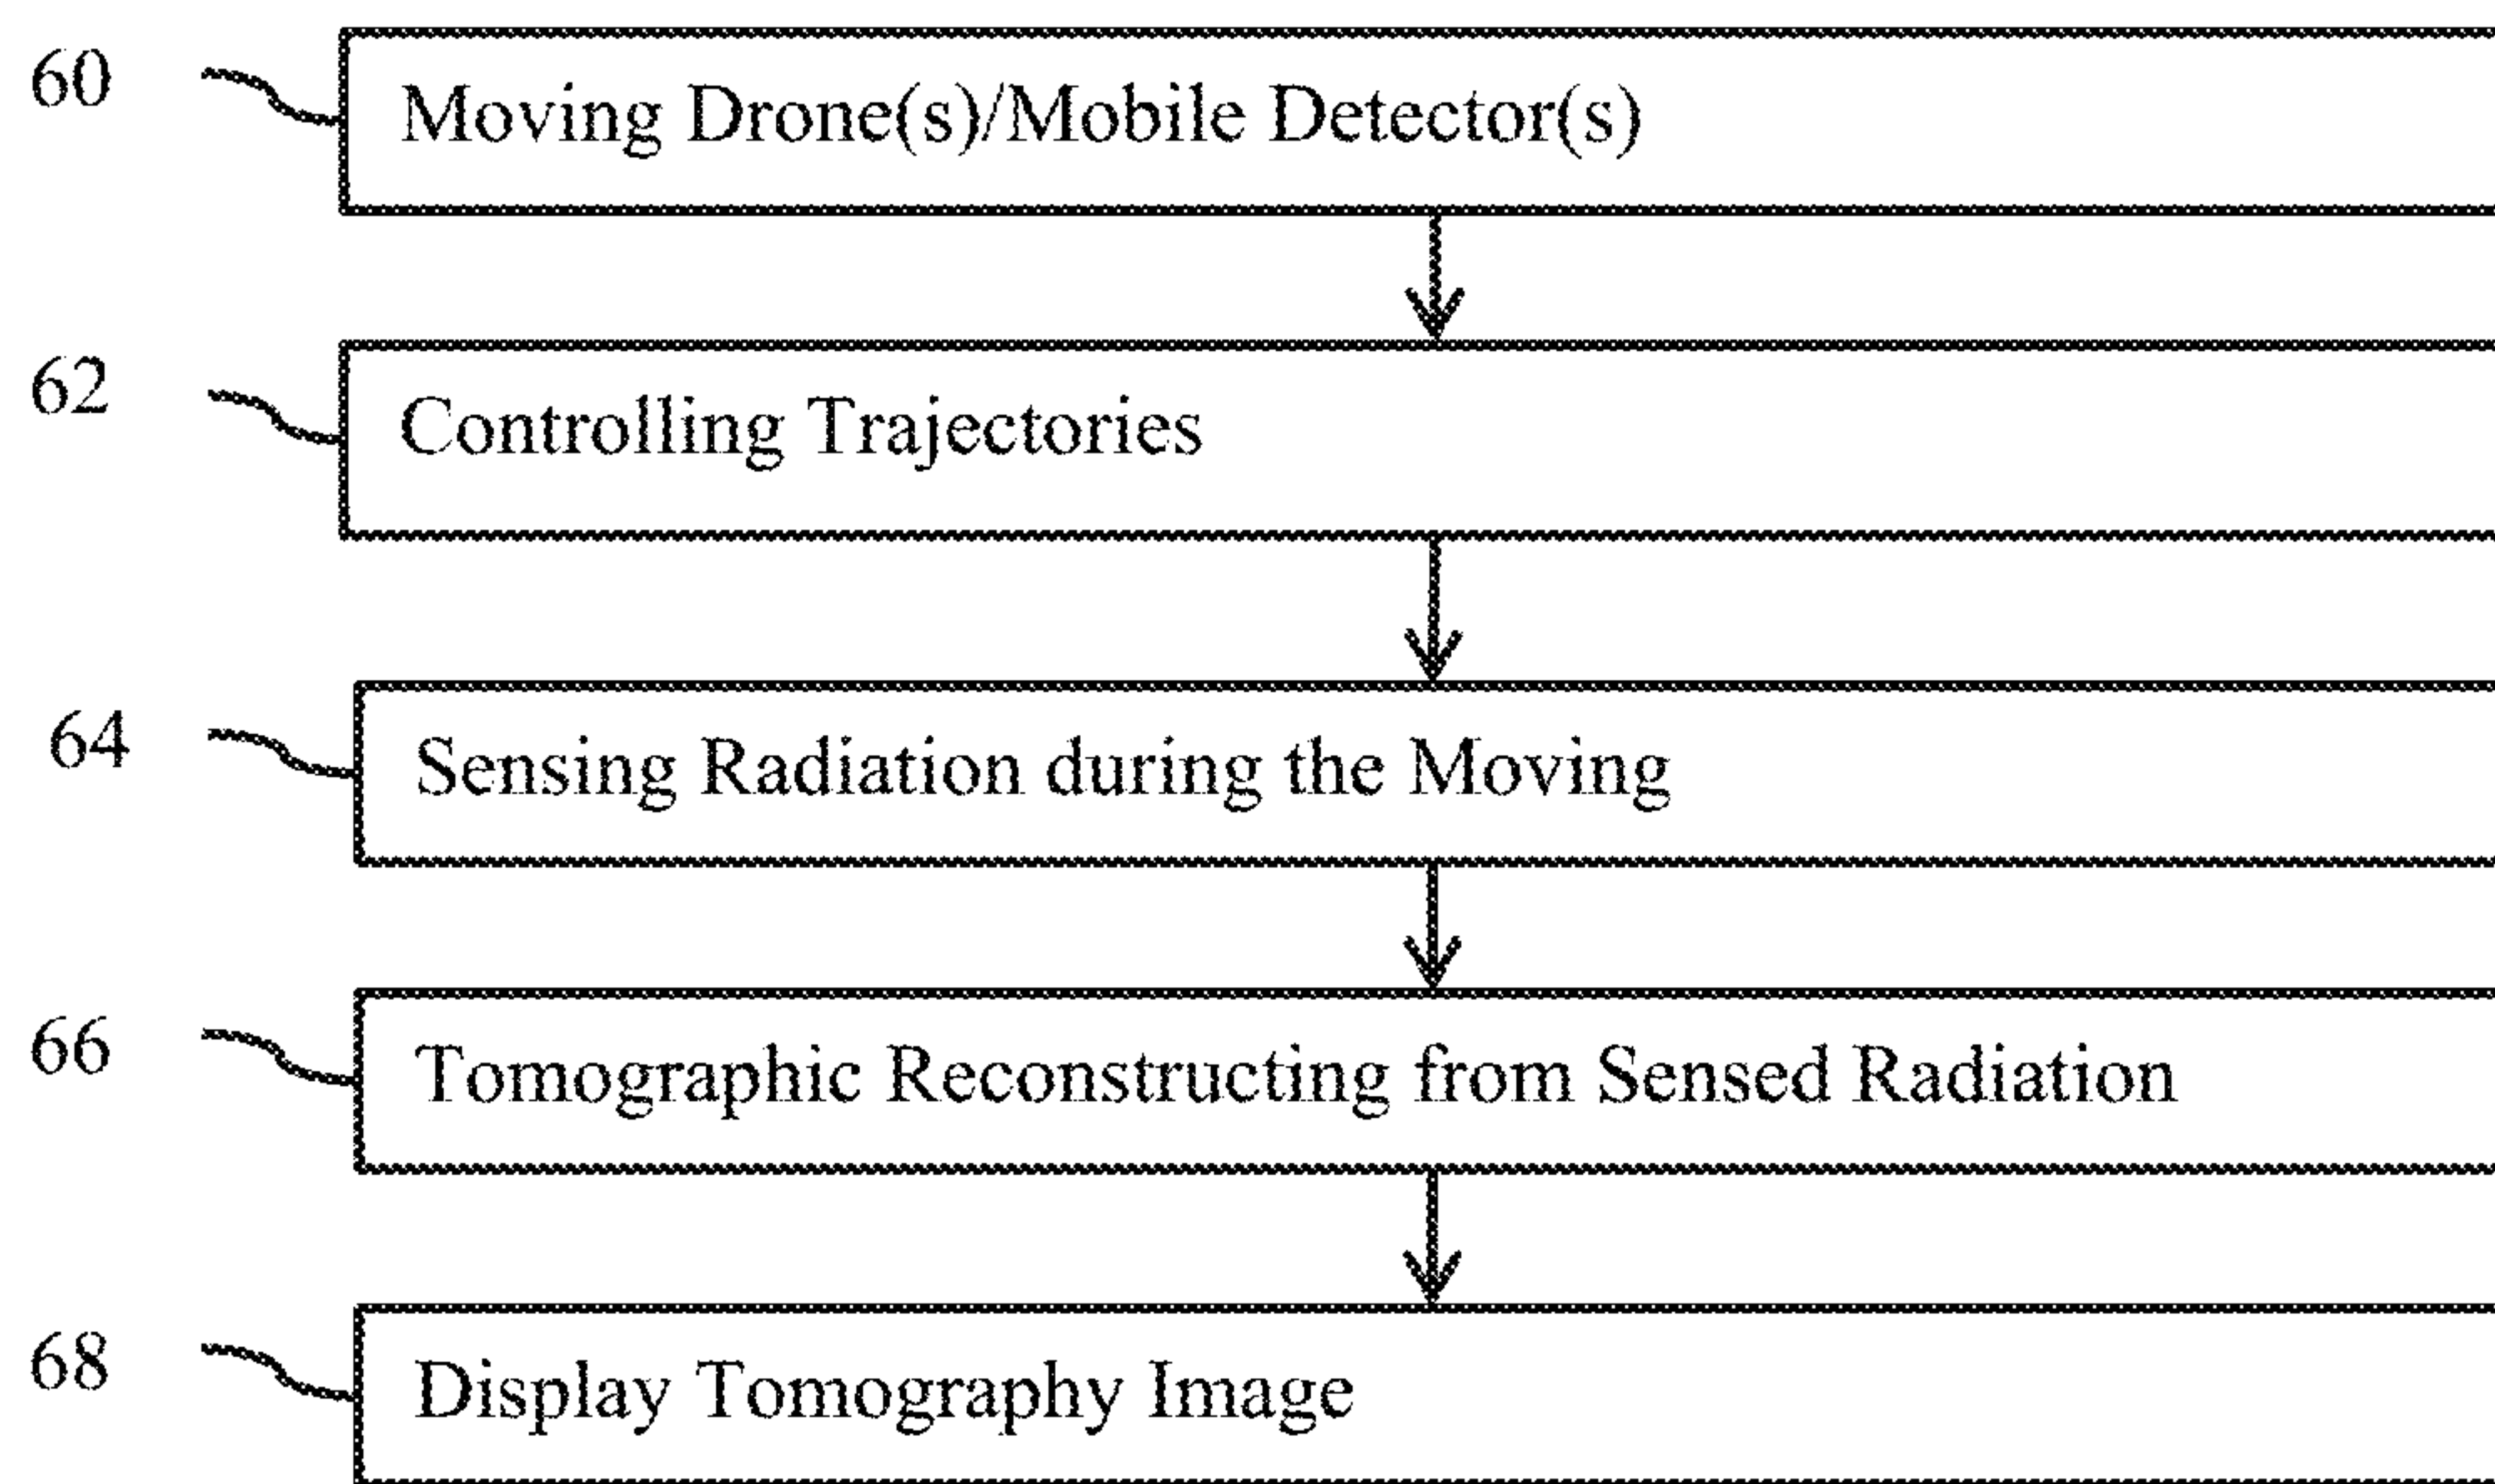 60 Moving Drone(s)/Mobile Detector(s)
62 Controlling Trajectories
64 Sensing Radiation during the Moving
66 Tomographic Reconstructing from Sensed Radiation
68 Display Tomography Image